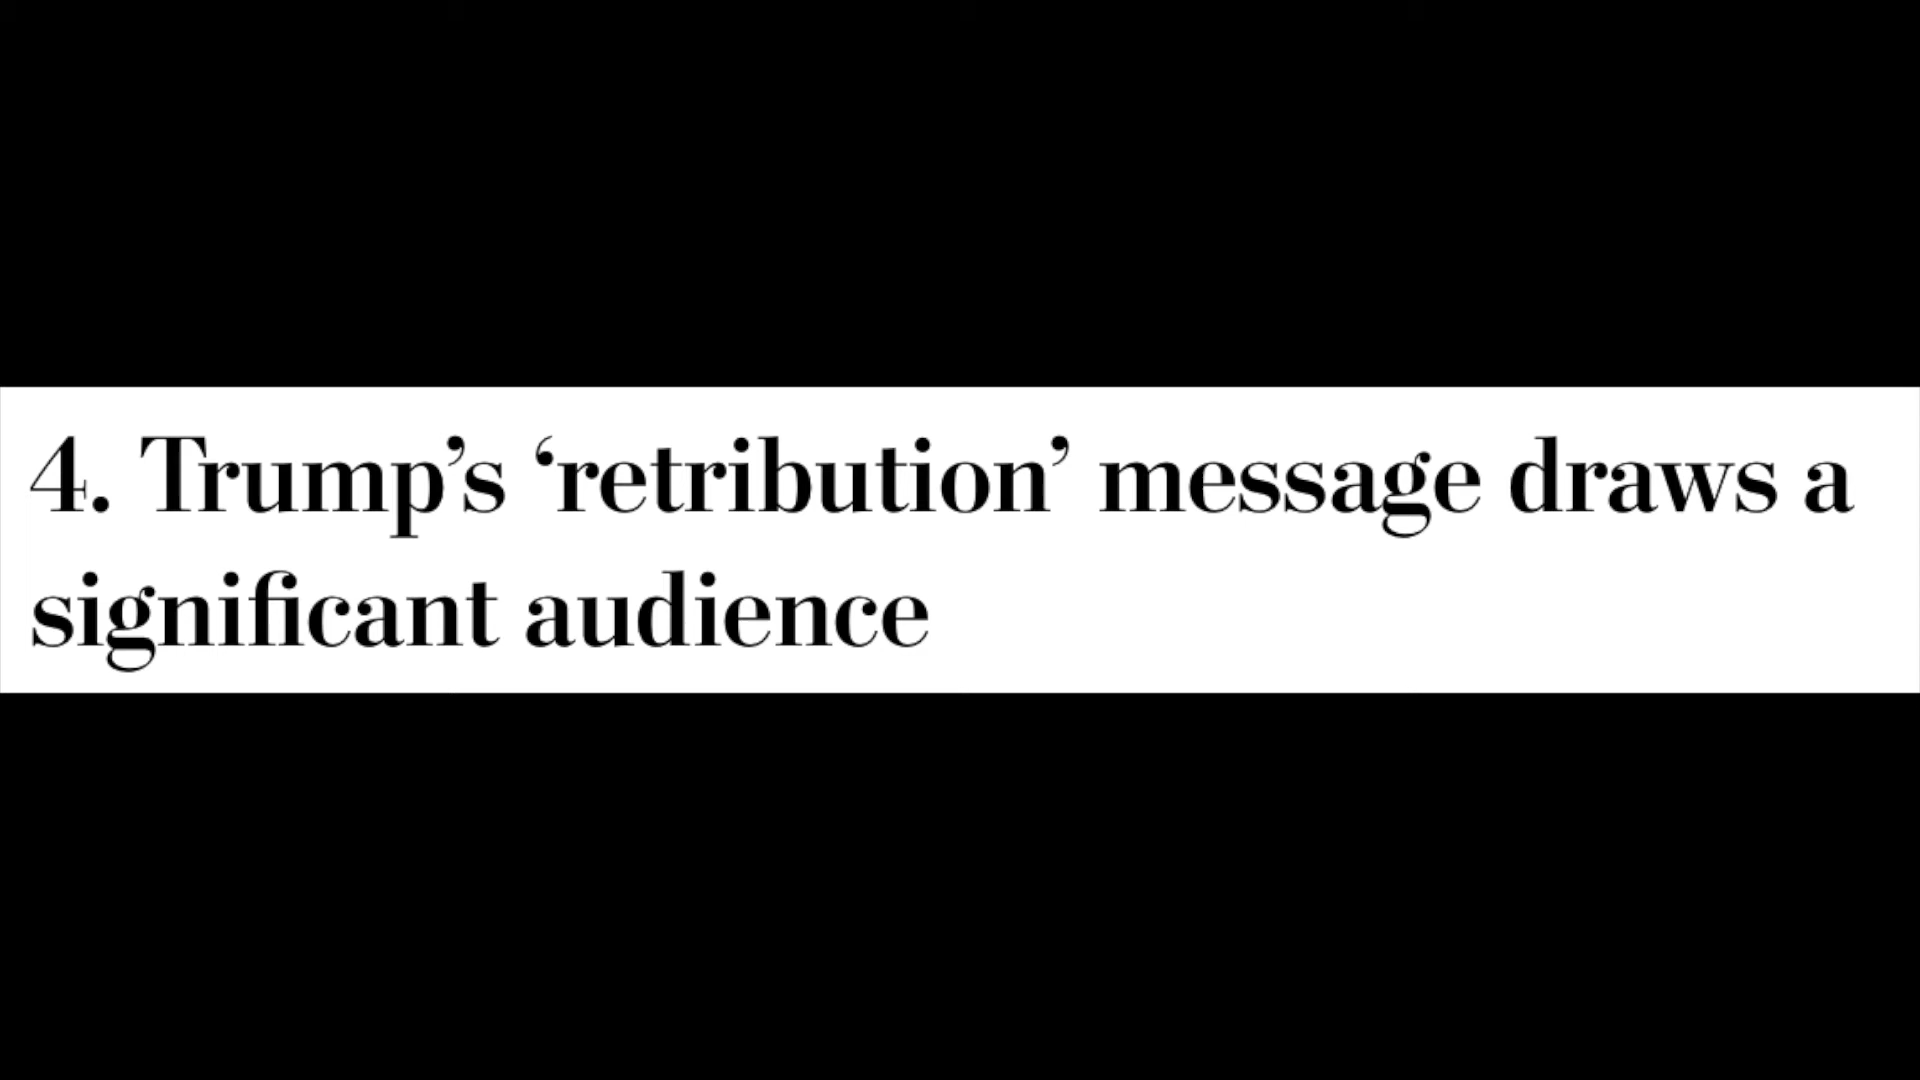 4. Trump’s ‘retribution’ message draws a
significant audience